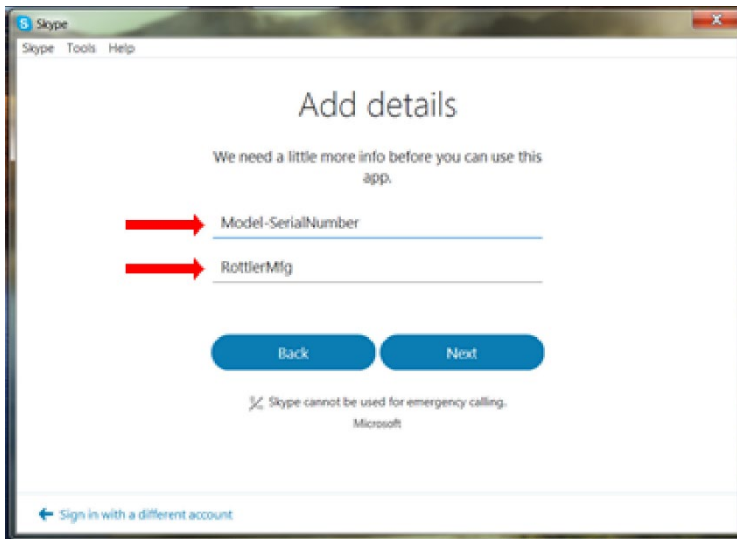 Skype
Skype Tools Help
Add details
We need a little more info before you can use this
app.
Model-SerialNumber
RottlerMfg
Back Next
Skype cannot be used for emergency calling.
Microsoft
Sign in with a different account